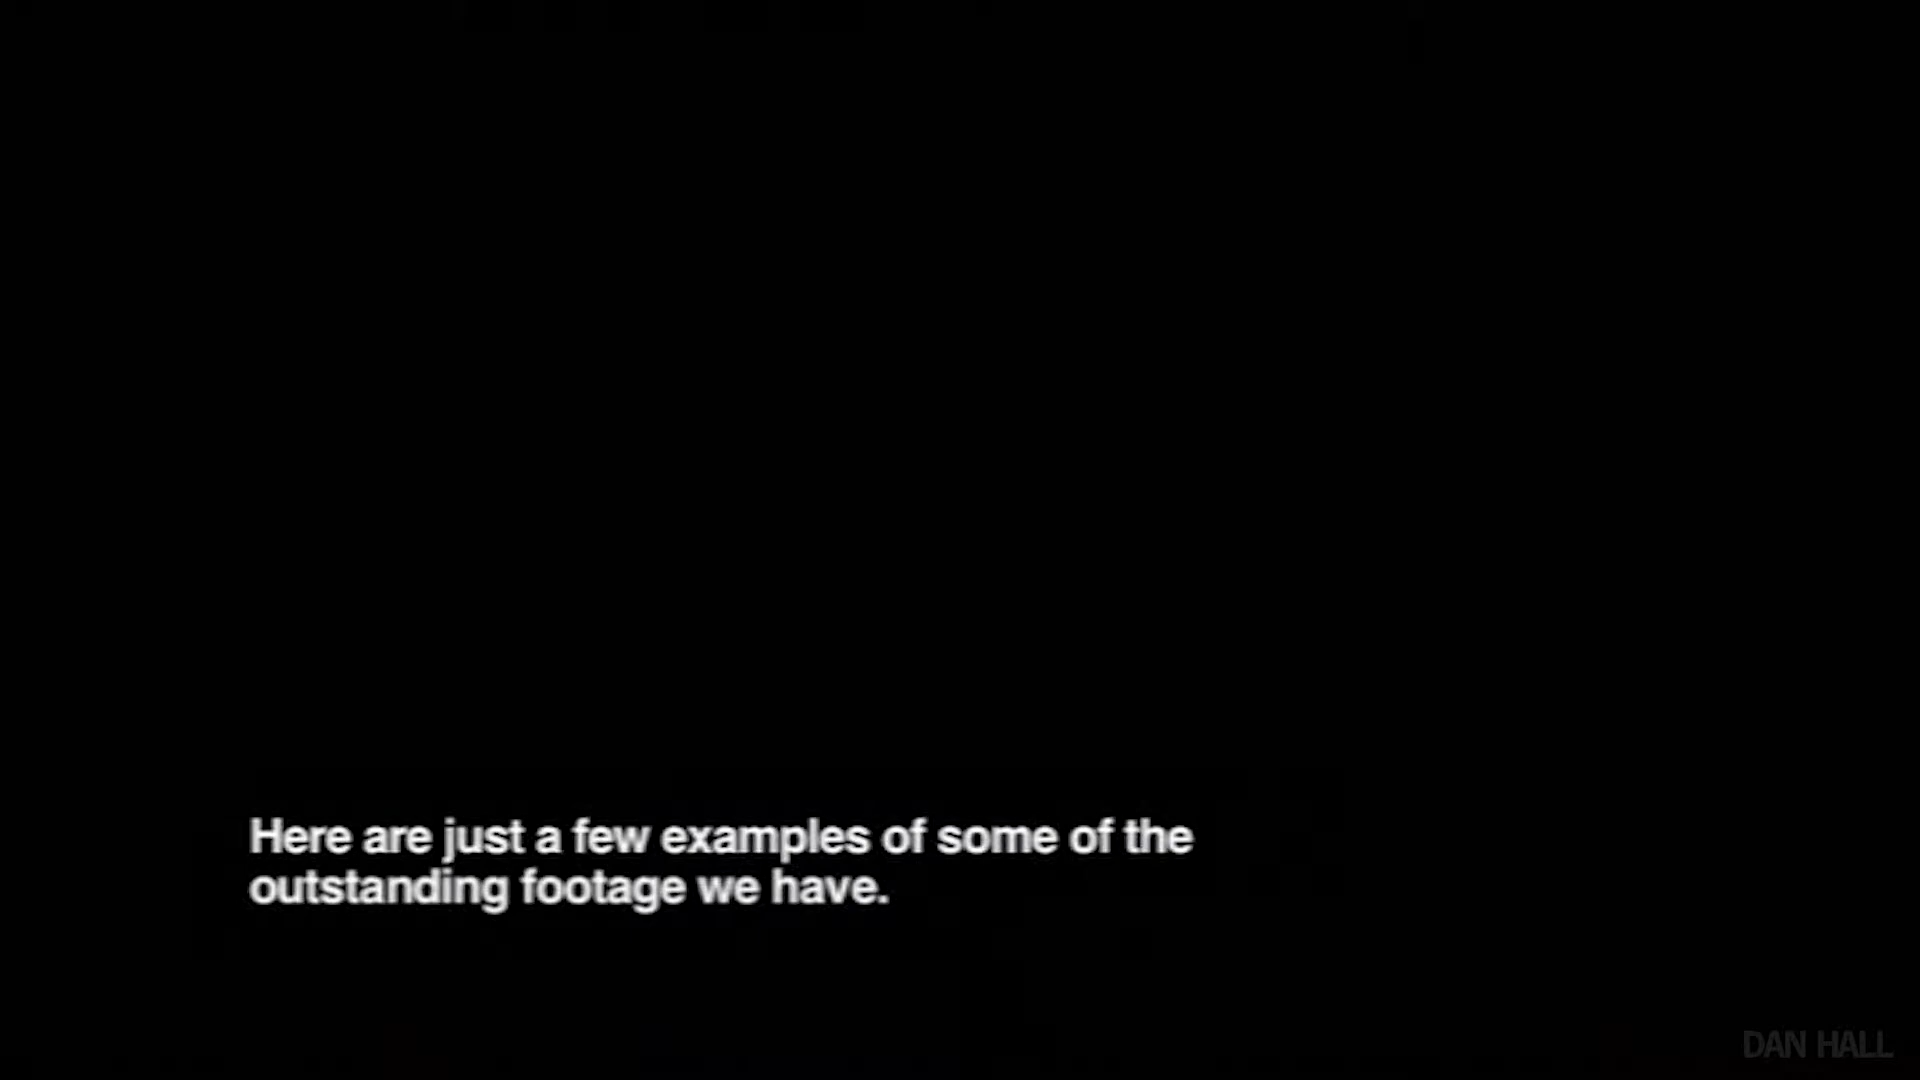 Here are just a few examples of some of the
outstanding footage we have.
DAN HALL